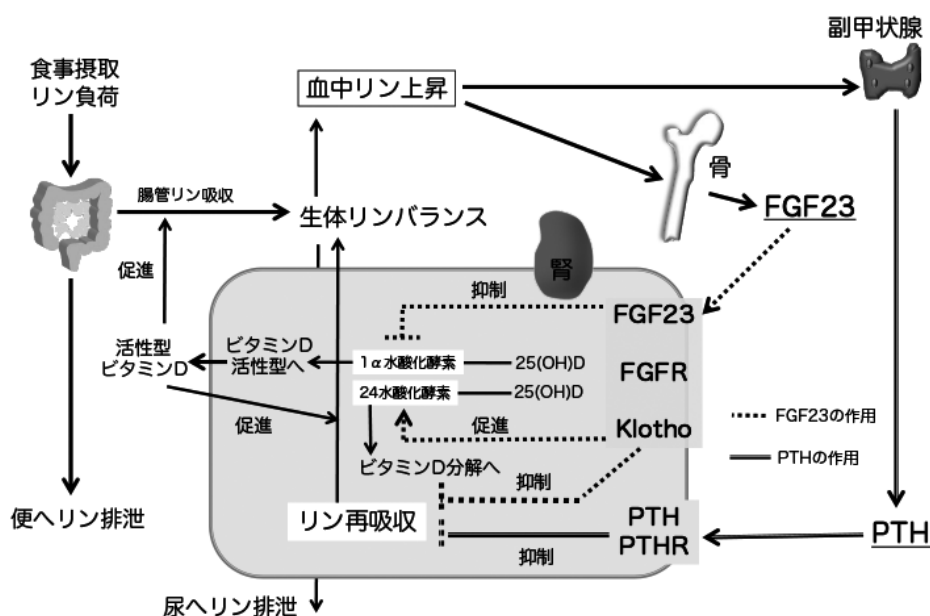 副甲状腺
食事摂取
リン負荷
血中リン上昇
骨
腸管リン吸収
生体リンバランス
FGF23
促進
腎
抑制
FGF23
活性型
ビタミンD
ビタミンD
活性型へ
1α水酸化酵素
25(OH)D
FGFR
24水酸化酵素
25(OH)D
促進
促進
Klotho
FGF23の作用
ビタミンD分解へ
抑制
PTHの作用
便へリン排泄
リン再吸収
PTH
PTHR
PTH
抑制
尿へリン排泄